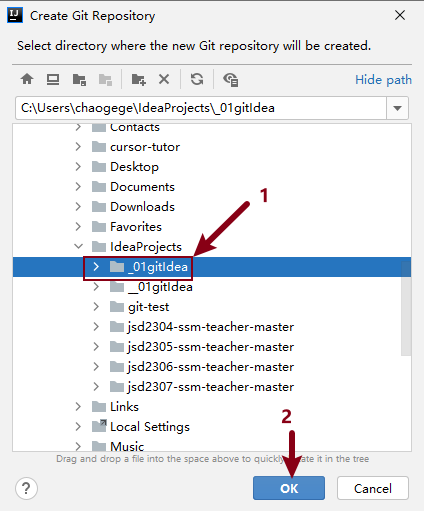 Create Git Repository
Select directory where the new Git repository will be created.
Hide path
C:\Users\chaogege\IdeaProjects\_01gitIdea
Contacts
cursor-tutor
Desktop
Documents
Downloads
Favorites
1
IdeaProjects
_01gitIdea
__01gitIdea
git-test
jsd2304-ssm-teacher-master
jsd2305-ssm-teacher-master
jsd2306-ssm-teacher-master
jsd2307-ssm-teacher-master
Links
Local Settings
2
Music
Drag and drop a file into the space above to quickly locate it in the tree
?
OK
Cancel